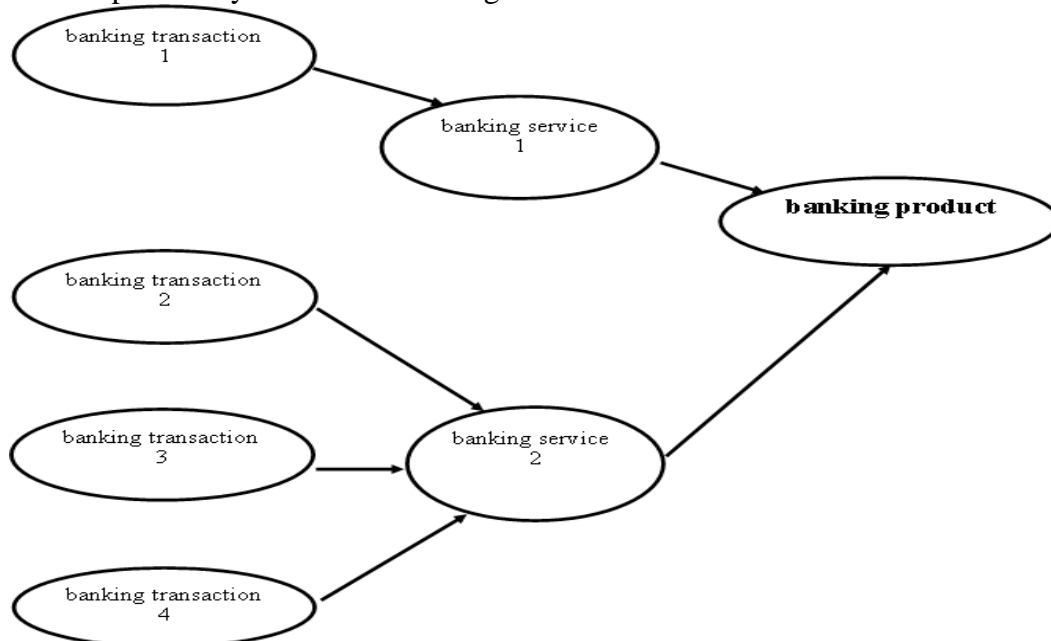 banking transaction
1
banking service
1
banking product
banking transaction
2
banking transaction
3
banking service
2
banking transaction
4